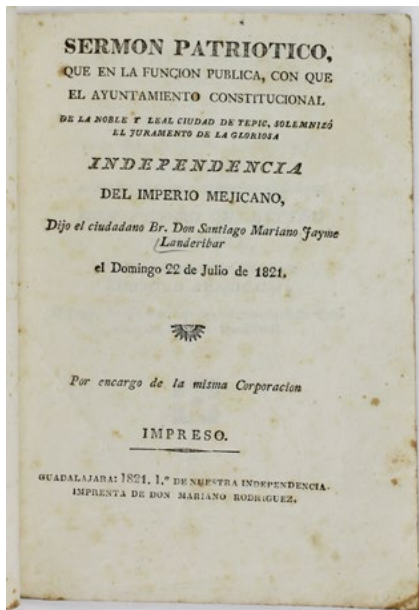 SERMON PATRIOTICO,
QUE EN LA FUNCION PUBLICA, CON QUE
EL AYUNTAMIENTO CONSTITUCIONAL
DE LA NOBLE Y LEAL CIUDAD DE TEPIC, SOLEMNIZÓ
EL JURAMENTO DE LA GLORIOSA
INDEPENDENCIA
DEL IMPERIO MEJICANO,
Dijo el ciudadano Br. Don Santiago Mariano Jayme
Landeribar
el Domingo 22 de Julio de 1821.
Por encargo de la misma Corporacion
IMPRESO.
GUADALAJARA: 1821. 1.º DE NUESTRA INDEPENDENCIA.
IMPRENTA DE DON MARIANO RODRIGUEZ.